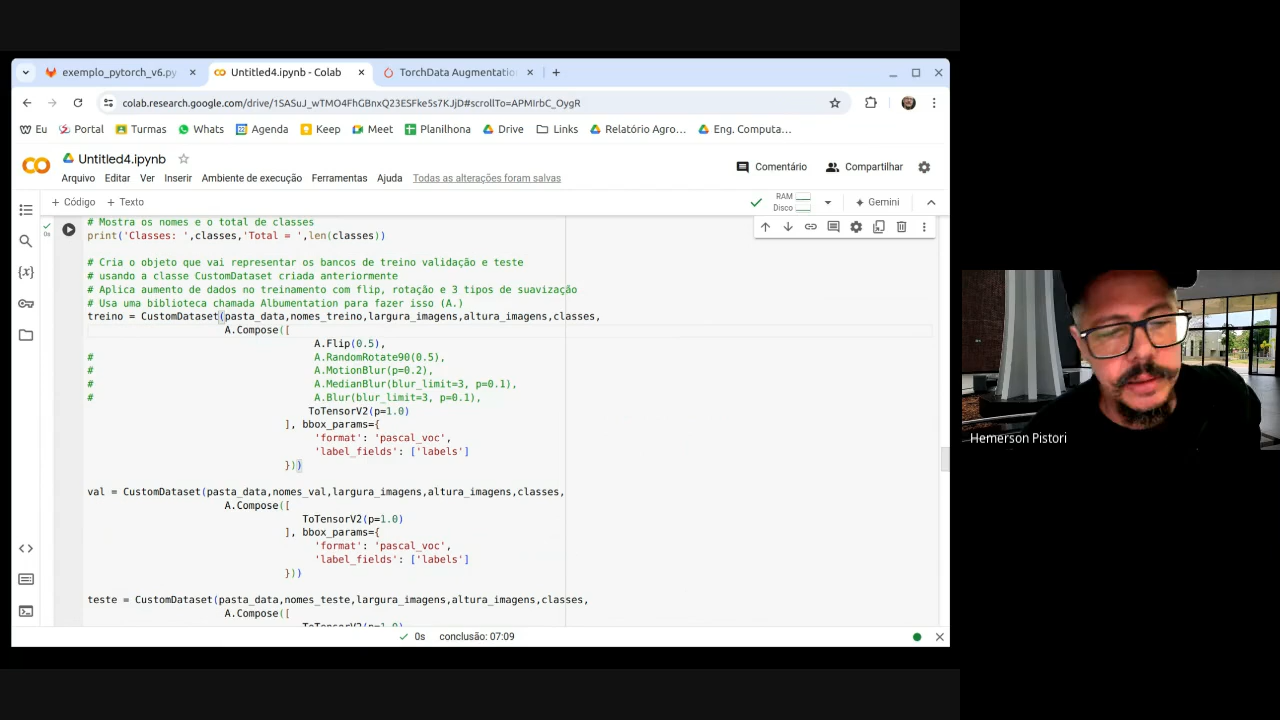 exemplo_pytorch_v6.py
Untitled4.ipynb - Colab
TorchData Augmentatio
colab.research.google.com/drive/1SASuJ_wTMO4FhGBnxQ23ESFke5s7KJjD#scrollTo=APMIrbC_OygR
Eu
Portal
Turmas
Whats
Agenda
Keep
Meet
Planilhona
Drive
Links
Relatório Agro...
Eng. Computa...
Untitled4.ipynb
Comentário
Compartilhar
Arquivo Editar Ver Inserir Ambiente de execução Ferramentas Ajuda Todas as alterações foram salvas
+ Código + Texto
RAM
Disco
Gemini
0s
# Mostra os nomes e o total de classes
print('Classes: ',classes,'Total = ',len(classes))
# Cria o objeto que vai representar os bancos de treino validação e teste
# usando a classe CustomDataset criada anteriormente
# Aplica aumento de dados no treinamento com flip, rotação e 3 tipos de suavização
# Usa uma biblioteca chamada Albumentation para fazer isso (A.)
treino = CustomDataset(pasta_data,nomes_treino,largura_imagens,altura_imagens,classes,
A.Compose([
A.Flip(0.5),
# A.RandomRotate90(0.5),
# A.MotionBlur(p=0.2),
# A.MedianBlur(blur_limit=3, p=0.1),
# A.Blur(blur_limit=3, p=0.1),
ToTensorV2(p=1.0)
], bbox_params={
'format': 'pascal_voc',
'label_fields': ['labels']
}))
val = CustomDataset(pasta_data,nomes_val,largura_imagens,altura_imagens,classes,
A.Compose([
ToTensorV2(p=1.0)
], bbox_params={
'format': 'pascal_voc',
'label_fields': ['labels']
}))
teste = CustomDataset(pasta_data,nomes_teste,largura_imagens,altura_imagens,classes,
A.Compose([
ToTensorV2(p=1.0)
0s conclusão: 07:09
Hemerson Pistori